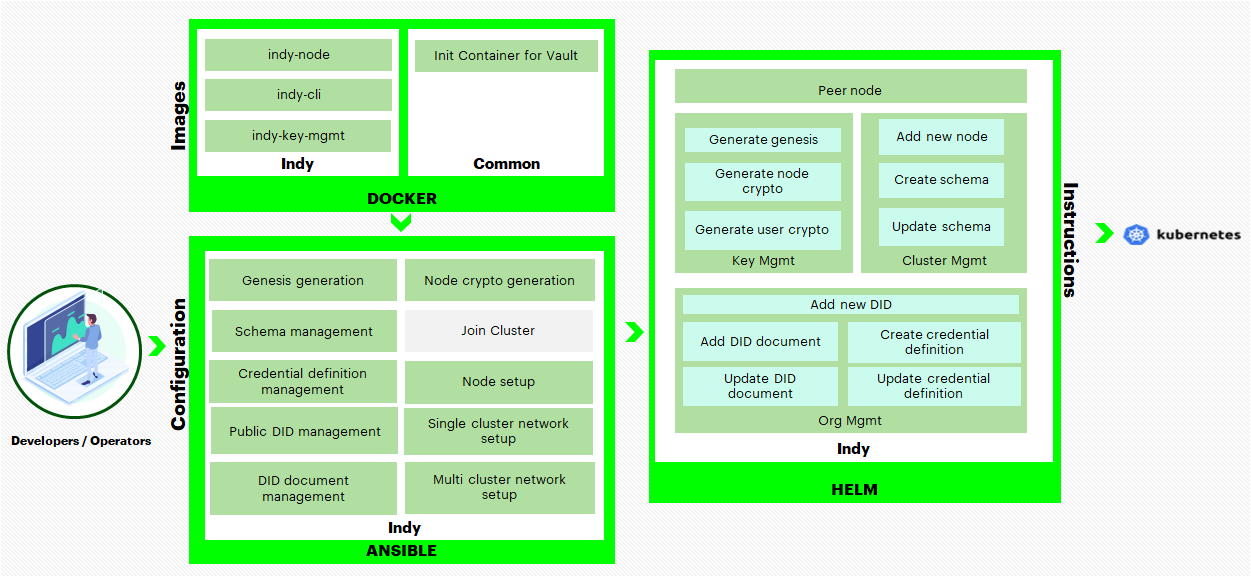 Images
indy-node
indy-cli
indy-key-mgmt
Indy
Init Container for Vault
Common
DOCKER
Developers / Operators
Configuration
Genesis generation
Node crypto generation
Schema management
Join Cluster
Credential definition
management
Node setup
Public DID management
Single cluster network
setup
DID document
management
Multi cluster network
setup
Indy
ANSIBLE
Peer node
Generate genesis
Generate node
crypto
Generate user crypto
Key Mgmt
Add new node
Create schema
Update schema
Cluster Mgmt
Add new DID
Add DID document
Create credential
definition
Update DID
document
Update credential
definition
Org Mgmt
Indy
HELM
Instructions
kubernetes